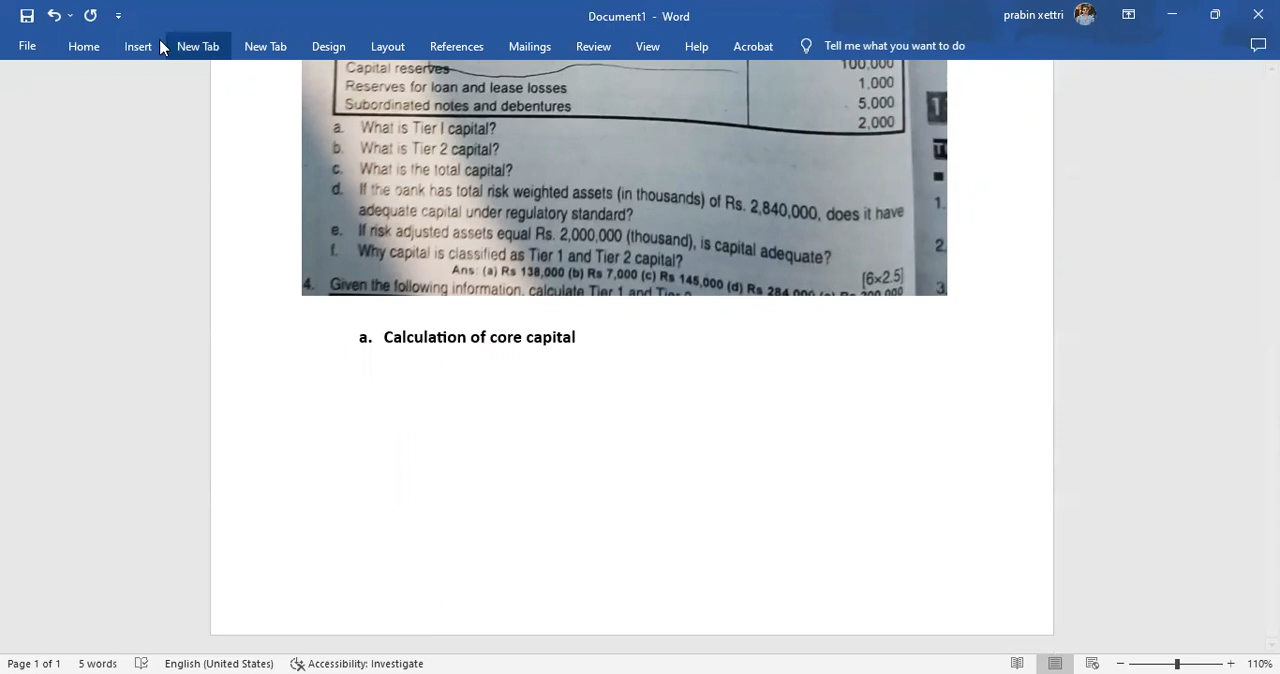 Document1 - Word
prabin xettri
File
Home
Insert
New Tab
New Tab
Design
Layout
References
Mailings
Review
View
Help
Acrobat
Tell me what you want to do
Capital reserves
100,000
Reserves for loan and lease losses
1,000
Subordinated notes and debentures
5,000
2,000
a. What is Tier I capital?
b. What is Tier 2 capital?
c. What is the total capital?
d. If the bank has total risk weighted assets (in thousands) of Rs. 2,840,000, does it have
adequate capital under regulatory standard?
e. If risk adjusted assets equal Rs. 2,000,000 (thousand), is capital adequate?
f. Why capital is classified as Tier 1 and Tier 2 capital?
[6×2.5]
Ans: (a) Rs 138,000 (b) Rs 7,000 (c) Rs 145,000 (d) Rs 284,000
4. Given the following information, calculate Tier 1 and
1.
2.
3.
a. Calculation of core capital
Page 1 of 1
5 words
English (United States)
Accessibility: Investigate
110%